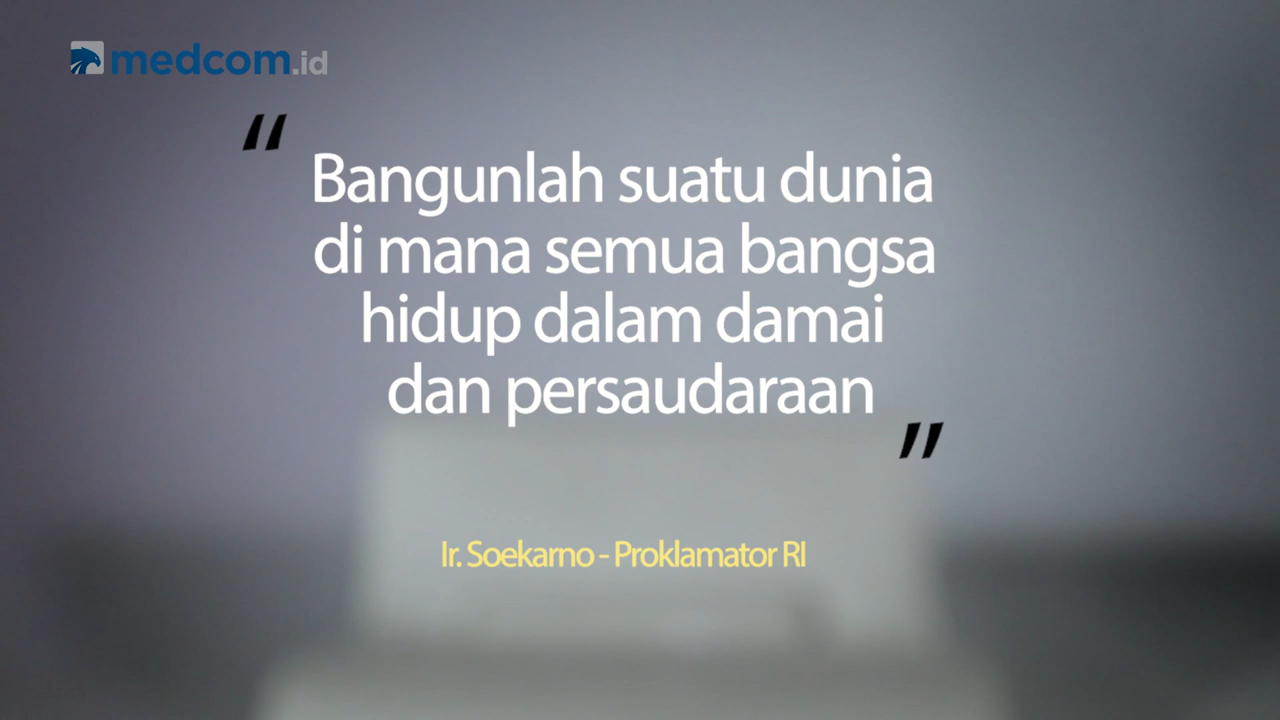 medcom.id
“
Bangunlah suatu dunia
di mana semua bangsa
hidup dalam damai
dan persaudaraan
”
Ir. Soekarno - Proklamator RI